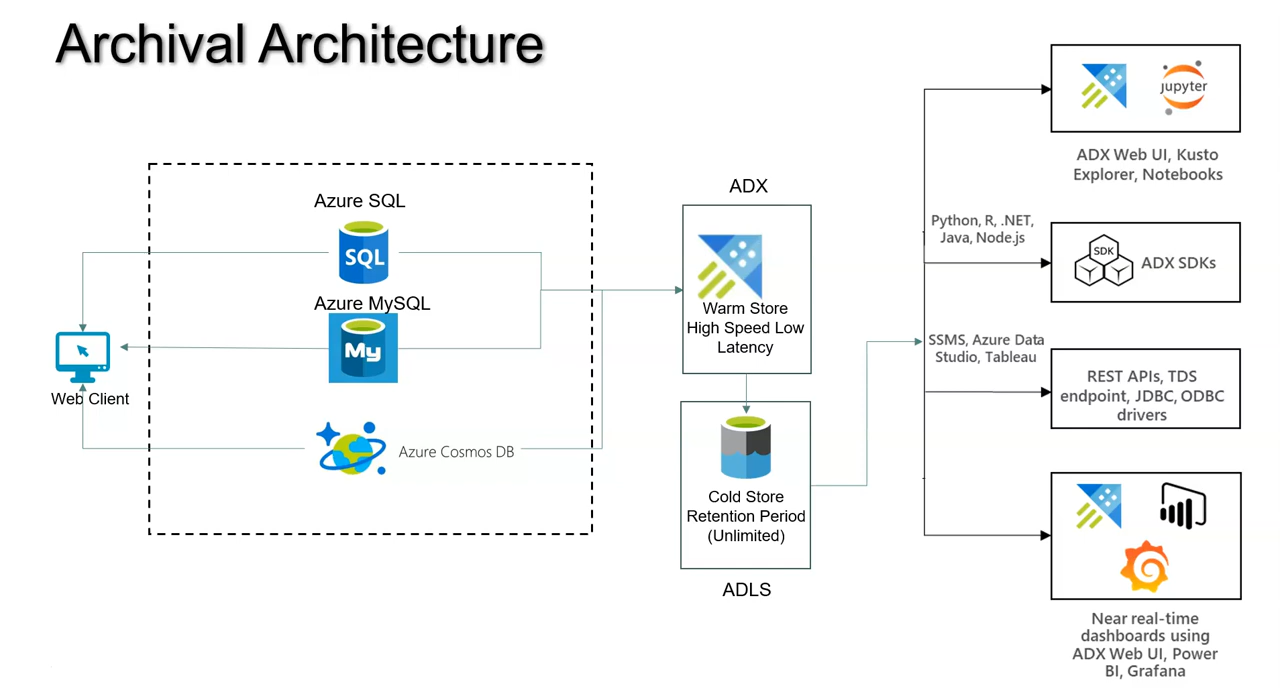 Archival Architecture
Azure SQL
SQL
Azure MySQL
My
Web Client
Azure Cosmos DB
ADX
Warm Store
High Speed Low
Latency
Cold Store
Retention Period
(Unlimited)
ADLS
Python, R, .NET,
Java, Node.js
SSMS, Azure Data
Studio, Tableau
jupyter
ADX Web UI, Kusto
Explorer, Notebooks
SDK
ADX SDKs
REST APIs, TDS
endpoint, JDBC, ODBC
drivers
Near real-time
dashboards using
ADX Web UI, Power
BI, Grafana